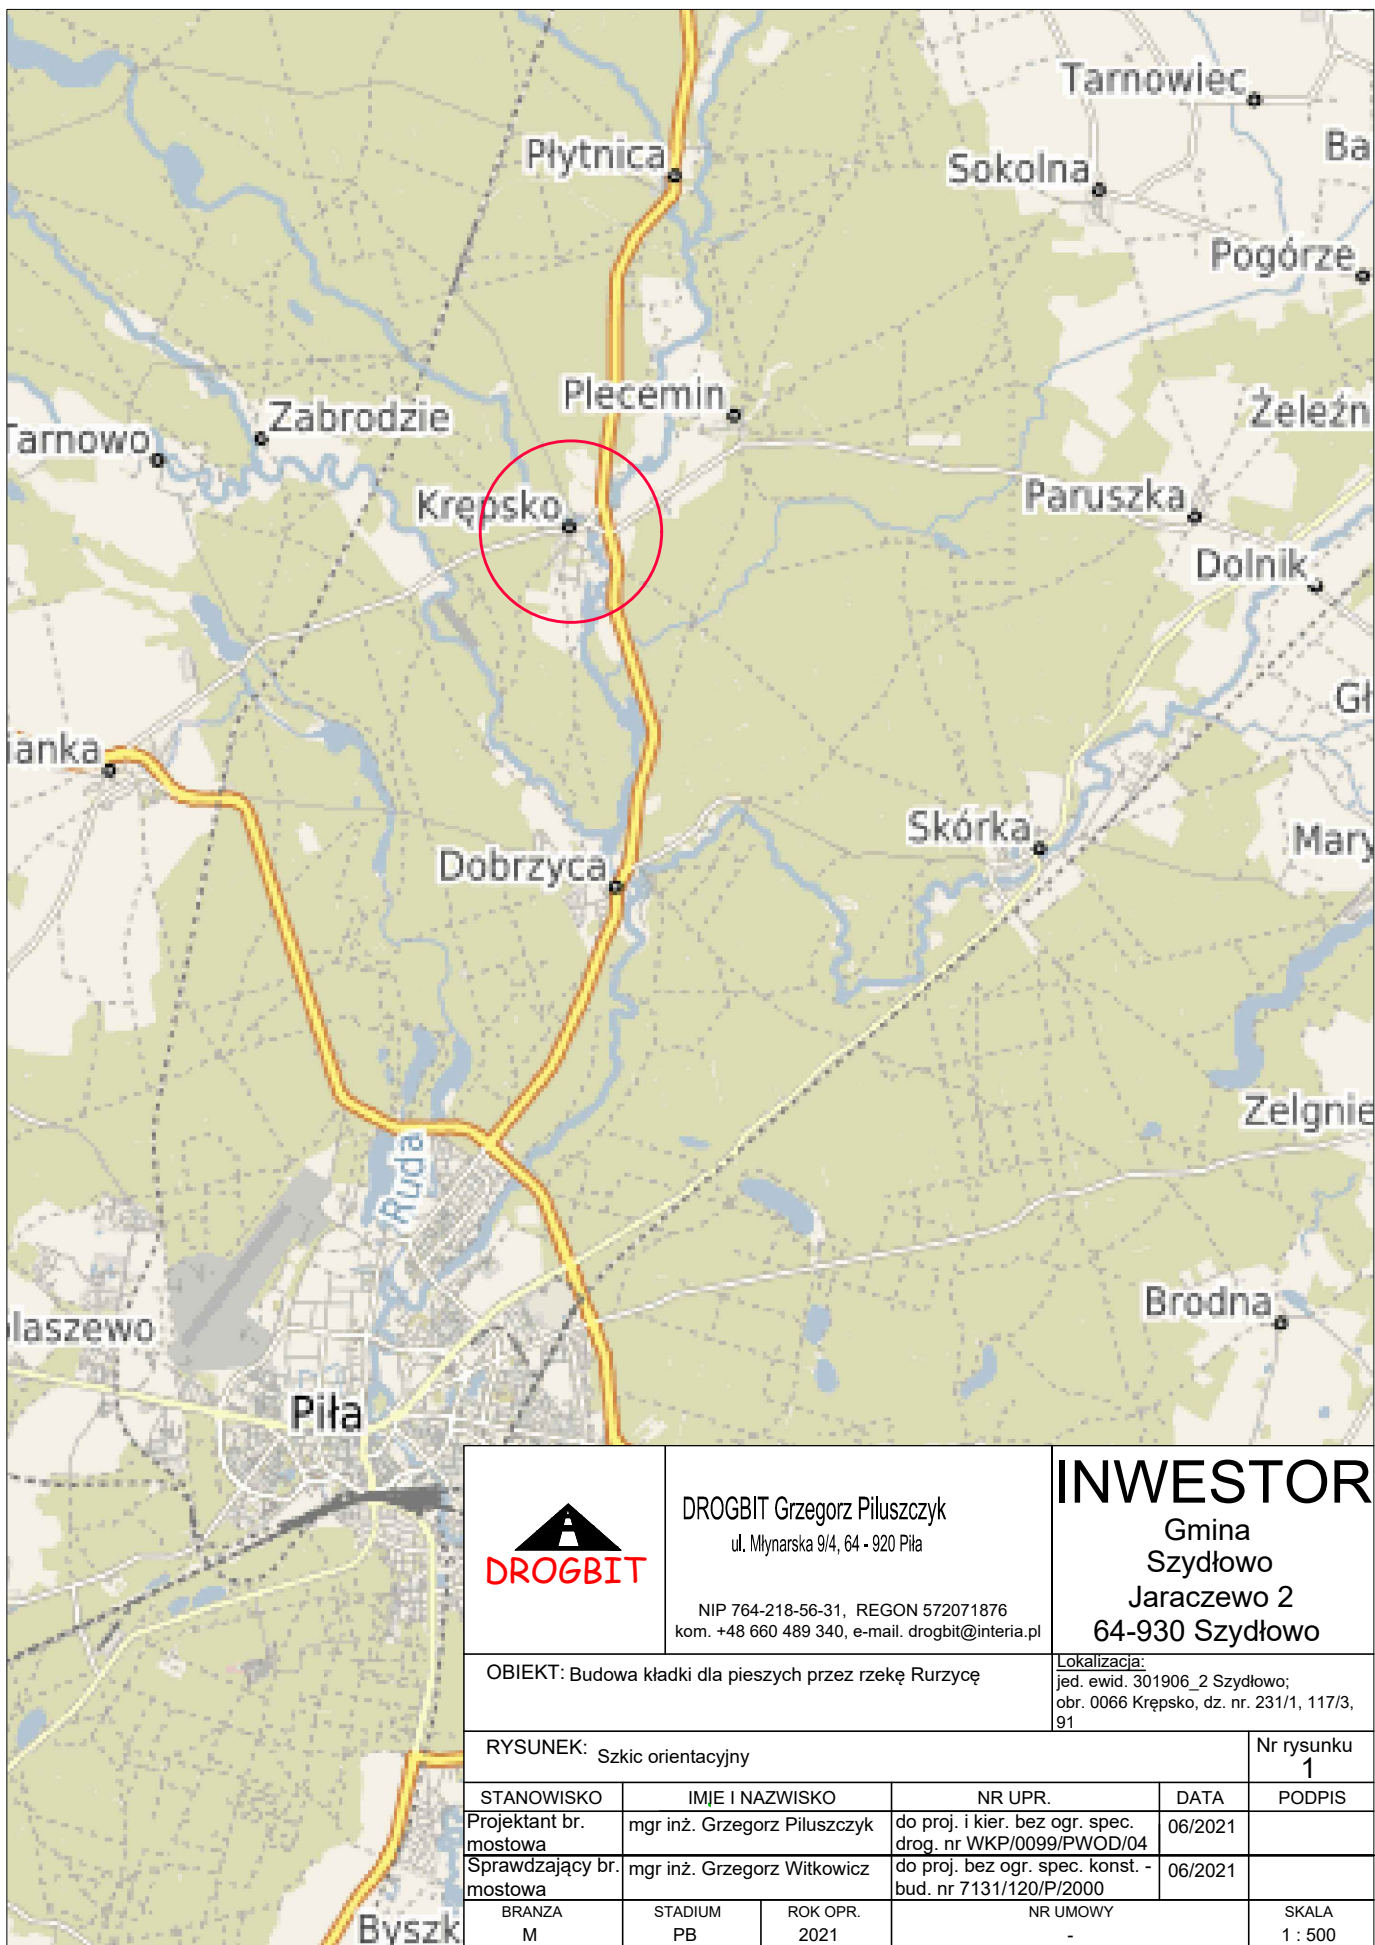 Tarnowiec
Płytnica
Ba
Sokolna
Pogórze
Plecemin
Zabrodzie
Żeleźn
Tarnowo
Krępsko
Paruszka
Dolnik
Gł
ianka
Skórka
Mary
Dobrzyca
Zelgnie
Ruda
Brodna
laszewo
Piła
Byszk
DROGBIT
DROGBIT Grzegorz Piluszczyk
ul. Młynarska 9/4, 64 - 920 Piła
NIP 764-218-56-31, REGON 572071876
kom. +48 660 489 340, e-mail. drogbit@interia.pl
INWESTOR
Gmina
Szydłowo
Jaraczewo 2
64-930 Szydłowo
OBIEKT: Budowa kładki dla pieszych przez rzekę Rurzycę
Lokalizacja:
jed. ewid. 301906_2 Szydłowo;
obr. 0066 Krępsko, dz. nr. 231/1, 117/3,
91
RYSUNEK: Szkic orientacyjny
Nr rysunku
1
STANOWISKO IMIE I NAZWISKO NR UPR. DATA PODPIS
Projektant br.
mostowa
mgr inż. Grzegorz Piluszczyk
do proj. i kier. bez ogr. spec.
drog. nr WKP/0099/PWOD/04
06/2021
Sprawdzający br.
mostowa
mgr inż. Grzegorz Witkowicz
do proj. bez ogr. spec. konst. -
bud. nr 7131/120/P/2000
06/2021
BRANZA STADIUM ROK OPR. NR UMOWY SKALA
M PB 2021 - 1 : 500